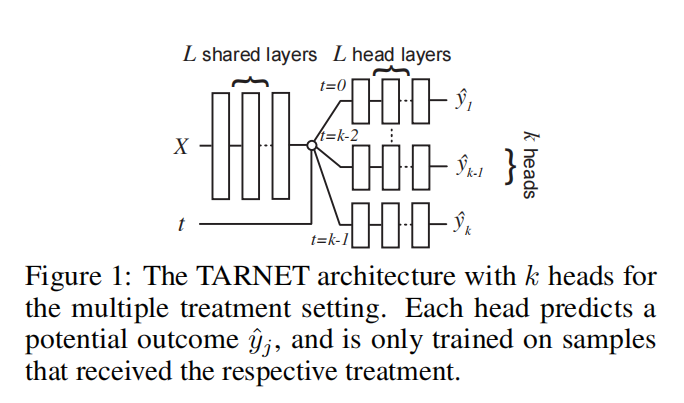 L shared layers L head layers
t=0
ŷ1
X
t=k-2
ŷk-1
k heads
t
t=k-1
ŷk
Figure 1: The TARNET architecture with k heads for
the multiple treatment setting. Each head predicts a
potential outcome ŷj, and is only trained on samples
that received the respective treatment.